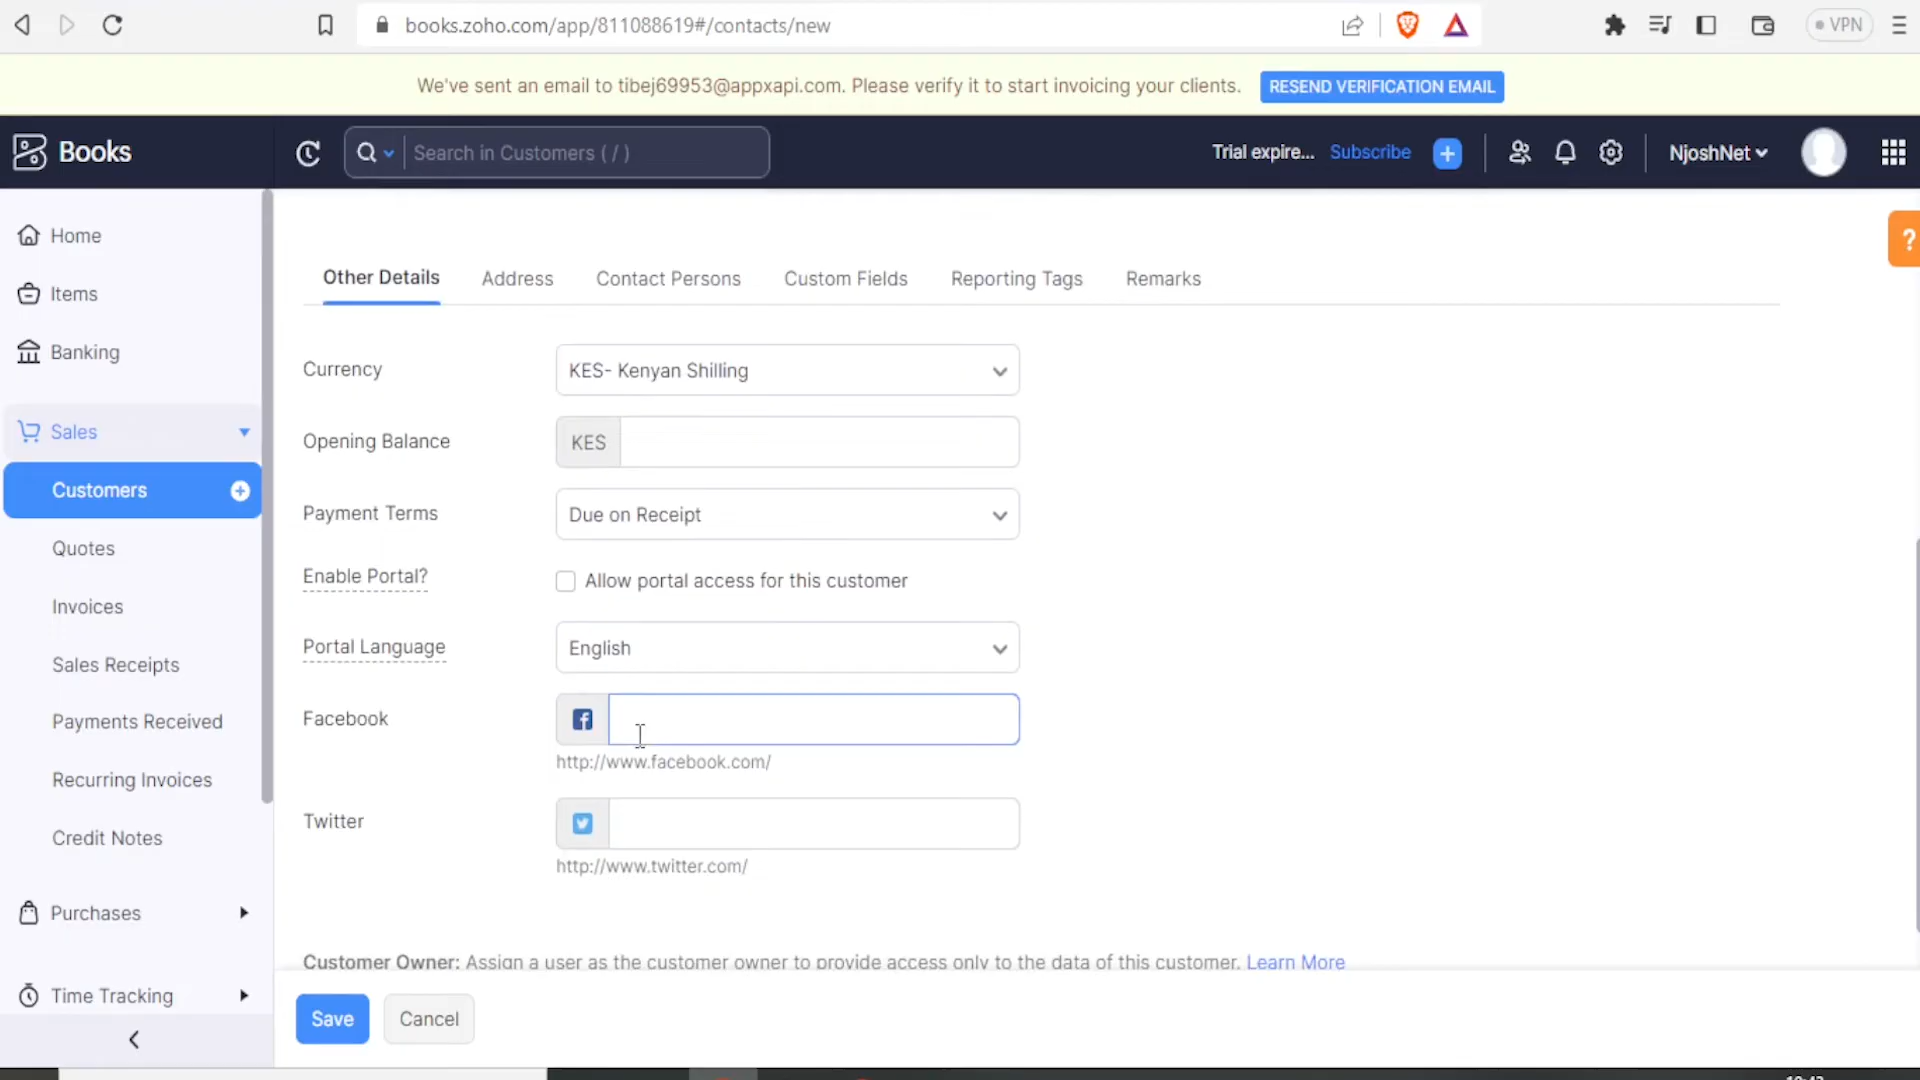 books.zoho.com/app/811088619#/contacts/new
VPN
We've sent an email to tibej69953@appxapi.com. Please verify it to start invoicing your clients.
RESEND VERIFICATION EMAIL
Books
Search in Customers ( / )
Trial expire...
Subscribe
NjoshNet
Home
Items
Banking
Sales
Customers
Quotes
Invoices
Sales Receipts
Payments Received
Recurring Invoices
Credit Notes
Purchases
Time Tracking
?
Other Details
Address
Contact Persons
Custom Fields
Reporting Tags
Remarks
Currency
KES- Kenyan Shilling
Opening Balance
KES
Payment Terms
Due on Receipt
Enable Portal?
Allow portal access for this customer
Portal Language
English
Facebook
http://www.facebook.com/
Twitter
http://www.twitter.com/
Customer Owner: Assign a user as the customer owner to provide access only to the data of this customer. Learn More
Save
Cancel